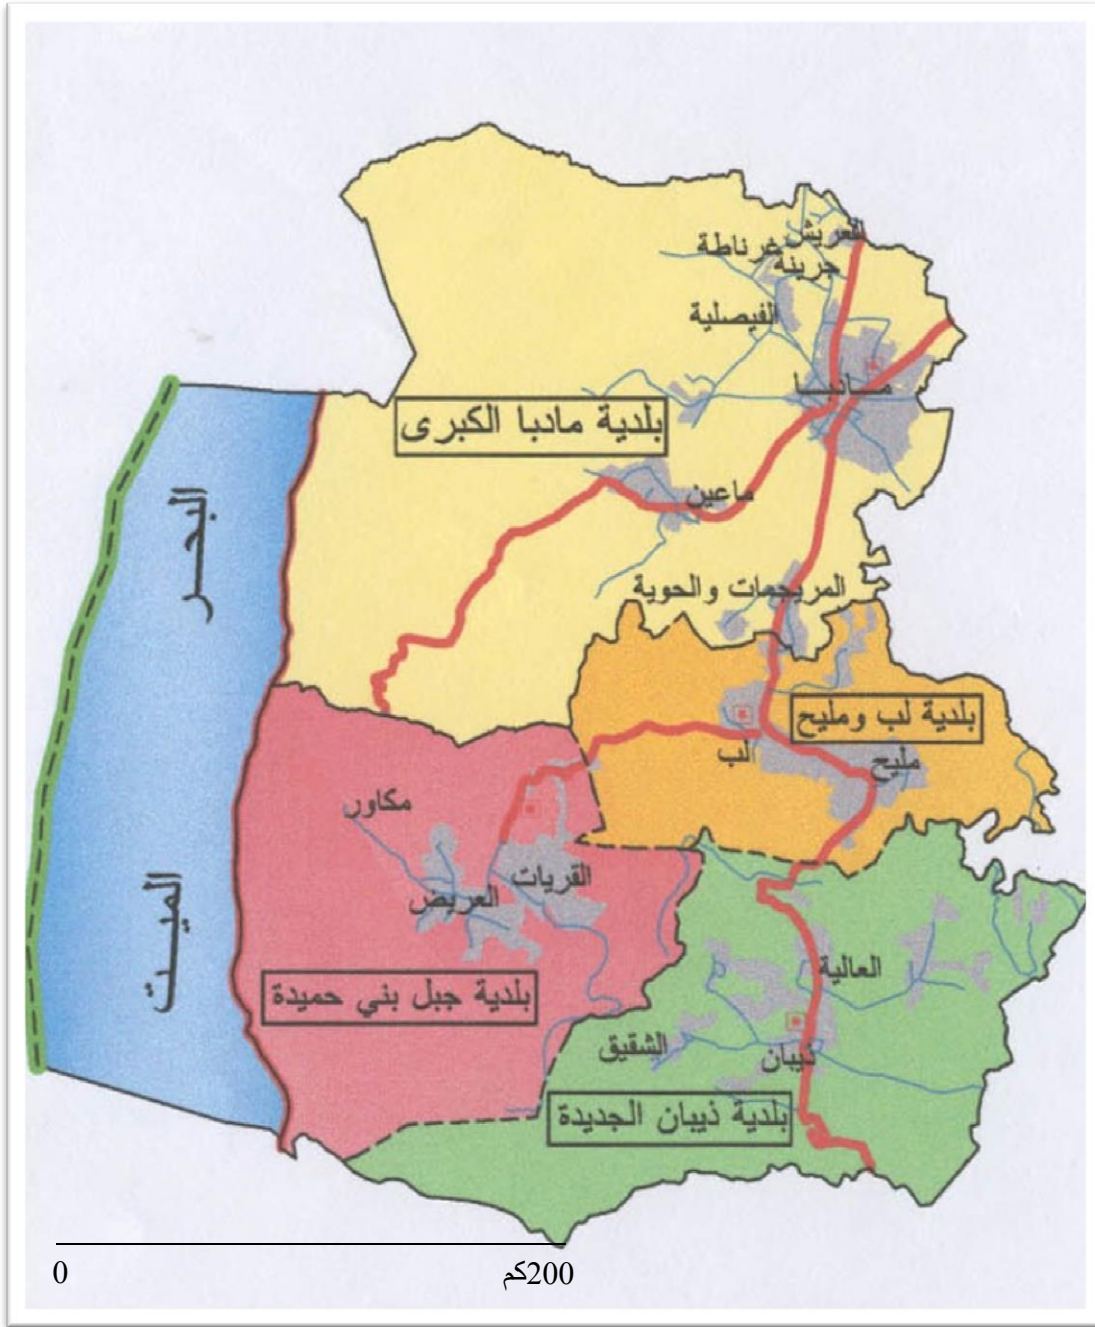 العريش
غرناطة
جرينة
الفيصلية
مادبا
بلدية مادبا الكبرى
ماعين
المريجمات والحوية
البحر
الميت
بلدية لب ومليح
لب
مليح
مكاور
القريات
العريض
بلدية جبل بني حميدة
العالية
الشقيق
ذيبان
بلدية ذيبان الجديدة
0
200كم